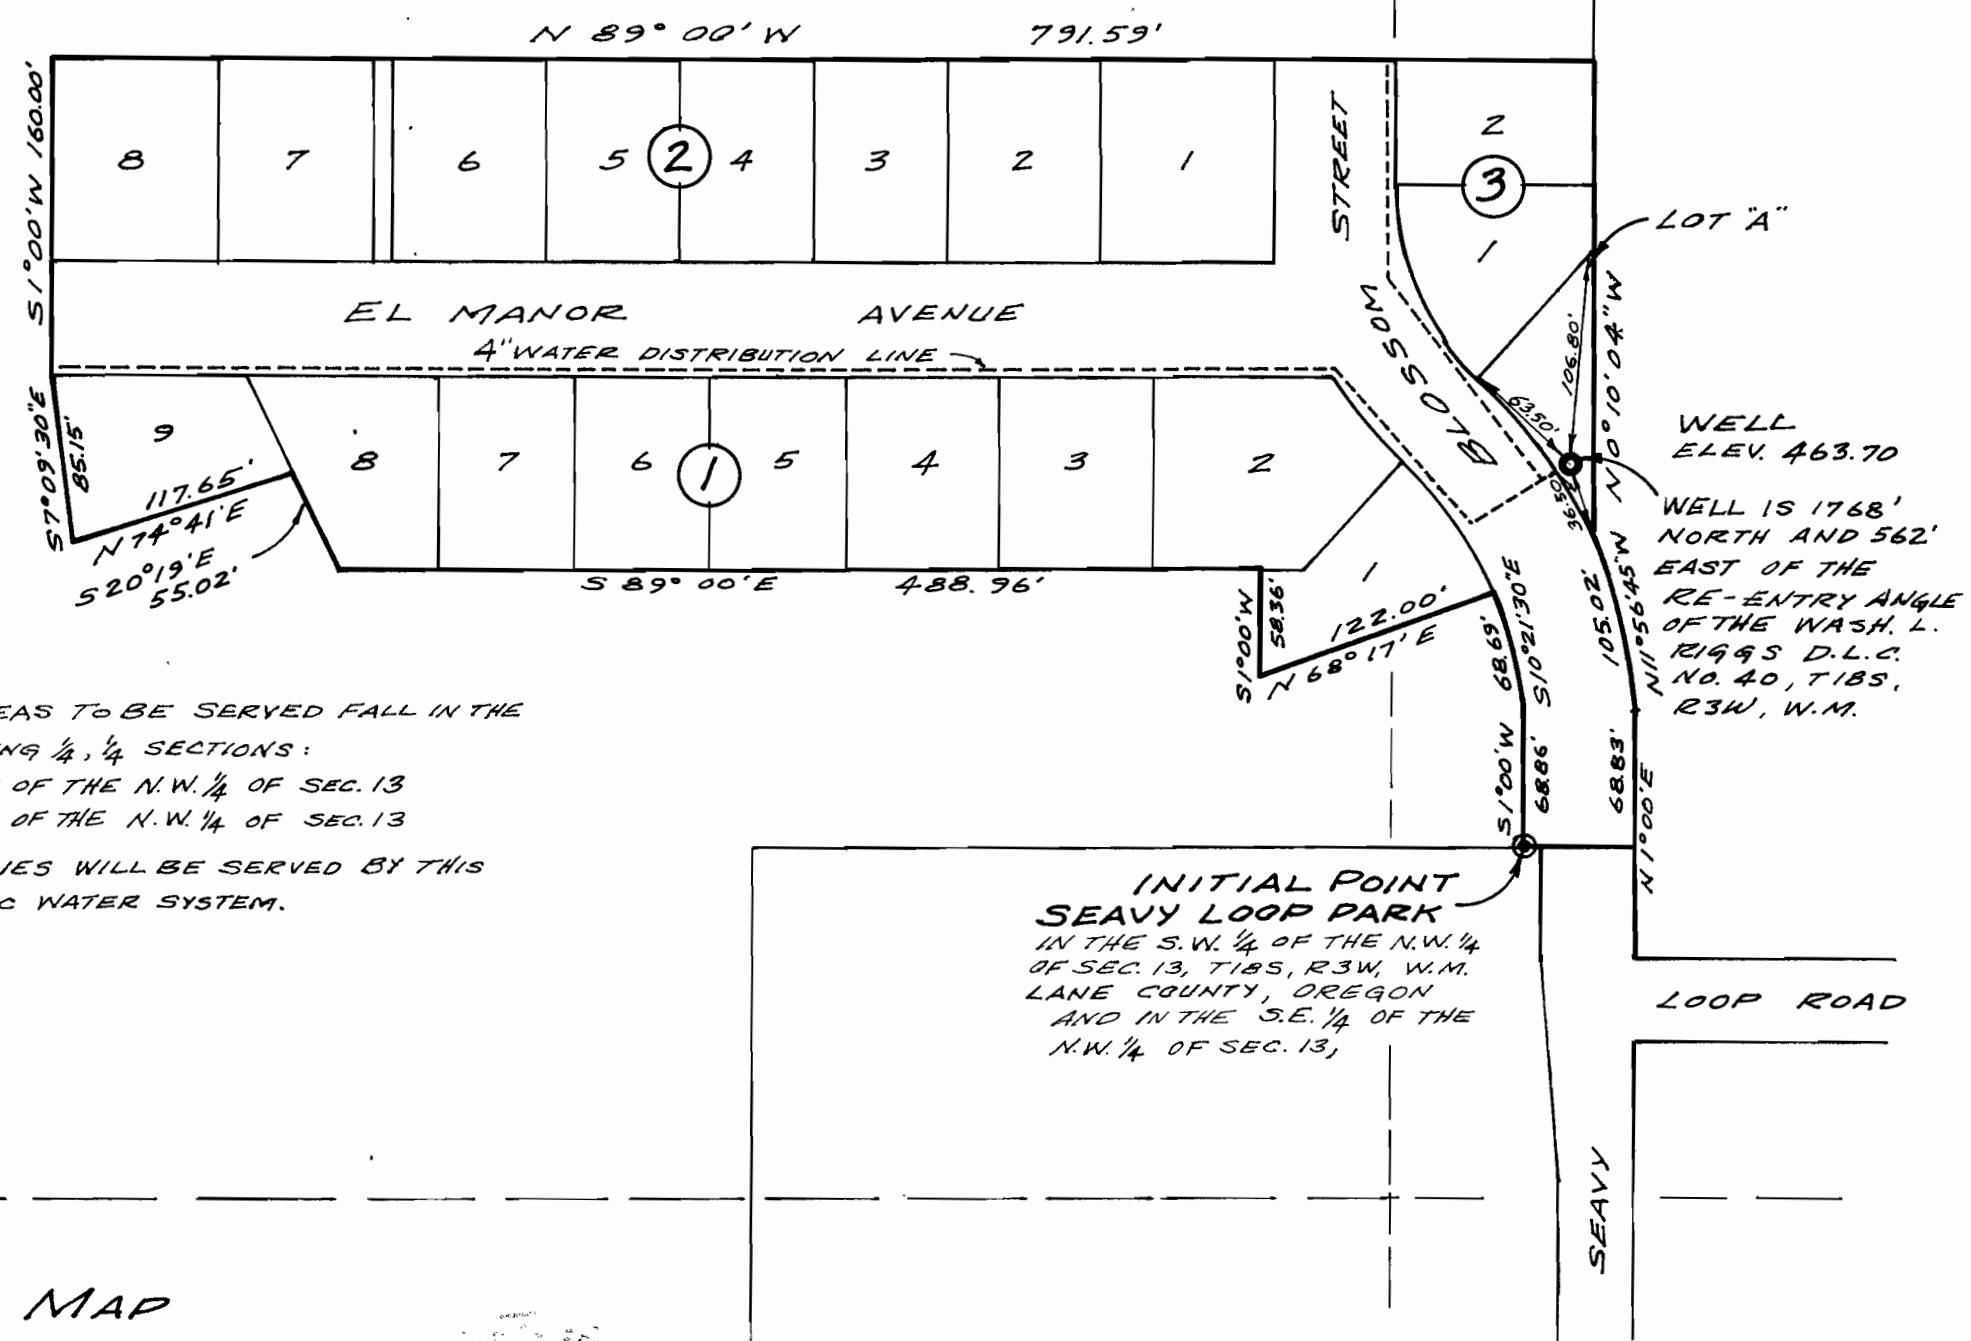 N 89° 00' W 791.59'
S 1° 00' W 160.00'
8 7 6 5 2 4 3 2 1
STREET
2
3
1
LOT "A"
EL MANOR AVENUE
4" WATER DISTRIBUTION LINE
BLOSSOM
106.80'
63.50'
36.50'
N 0° 10' 04" W
WELL
ELEV. 463.70
WELL IS 1768'
NORTH AND 562'
EAST OF THE
RE-ENTRY ANGLE
OF THE WASH. L.
RIGGS D.L.C.
NO. 40, T18S,
R3W, W.M.
S 7° 09' 30" E
85.15'
9 8 7 6 1 5 4 3 2
1
117.65'
N 74° 41' E
S 20° 19' E
55.02'
S 89° 00' E 488.96'
S 1° 00' W
58.36'
122.00'
N 68° 17' E
68.69'
S 10° 21' 30" E
105.02'
N 11° 56' 45" W
S 1° 00' W
68.86'
68.83'
N 1° 00' E
EAS TO BE SERVED FALL IN THE
NG 1/4, 1/4 SECTIONS:
OF THE N.W. 1/4 OF SEC. 13
OF THE N.W. 1/4 OF SEC. 13
IES WILL BE SERVED BY THIS
C WATER SYSTEM.
INITIAL POINT
SEAVY LOOP PARK
IN THE S.W. 1/4 OF THE N.W. 1/4
OF SEC. 13, T18S, R3W, W.M.
LANE COUNTY, OREGON
AND IN THE S.E. 1/4 OF THE
N.W. 1/4 OF SEC. 13,
LOOP ROAD
SEAVY
MAP